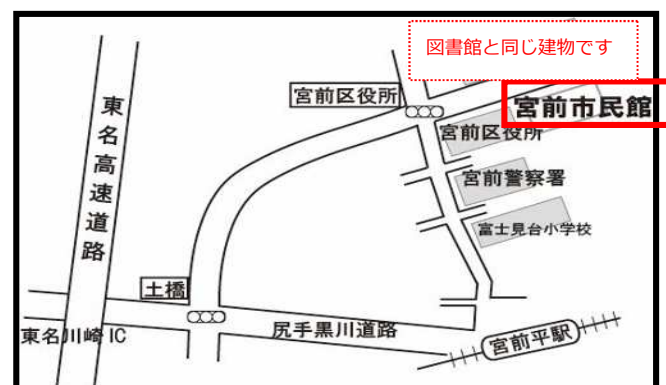 図書館と同じ建物です
宮前市民館
宮前区役所
宮前区役所
宮前警察署
富士見台小学校
東名高速道路
土橋
東名川崎IC
尻手黒川道路
宮前平駅